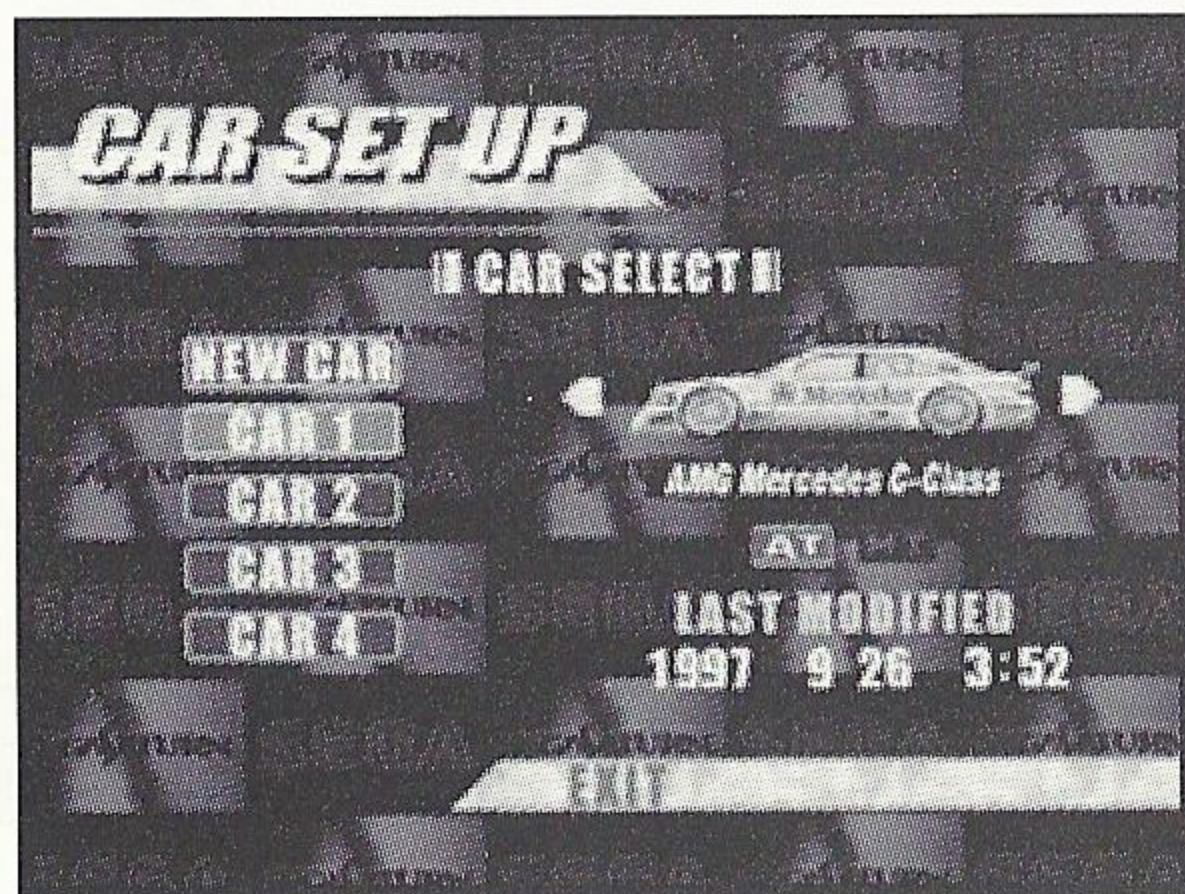 CAR SET UP
CAR SELECT
NEW CAR
CAR 1
CAR 2
CAR 3
CAR 4
AMG Mercedes C-Class
AT MT
LAST MODIFIED
1997 9 26 3:52
EXIT